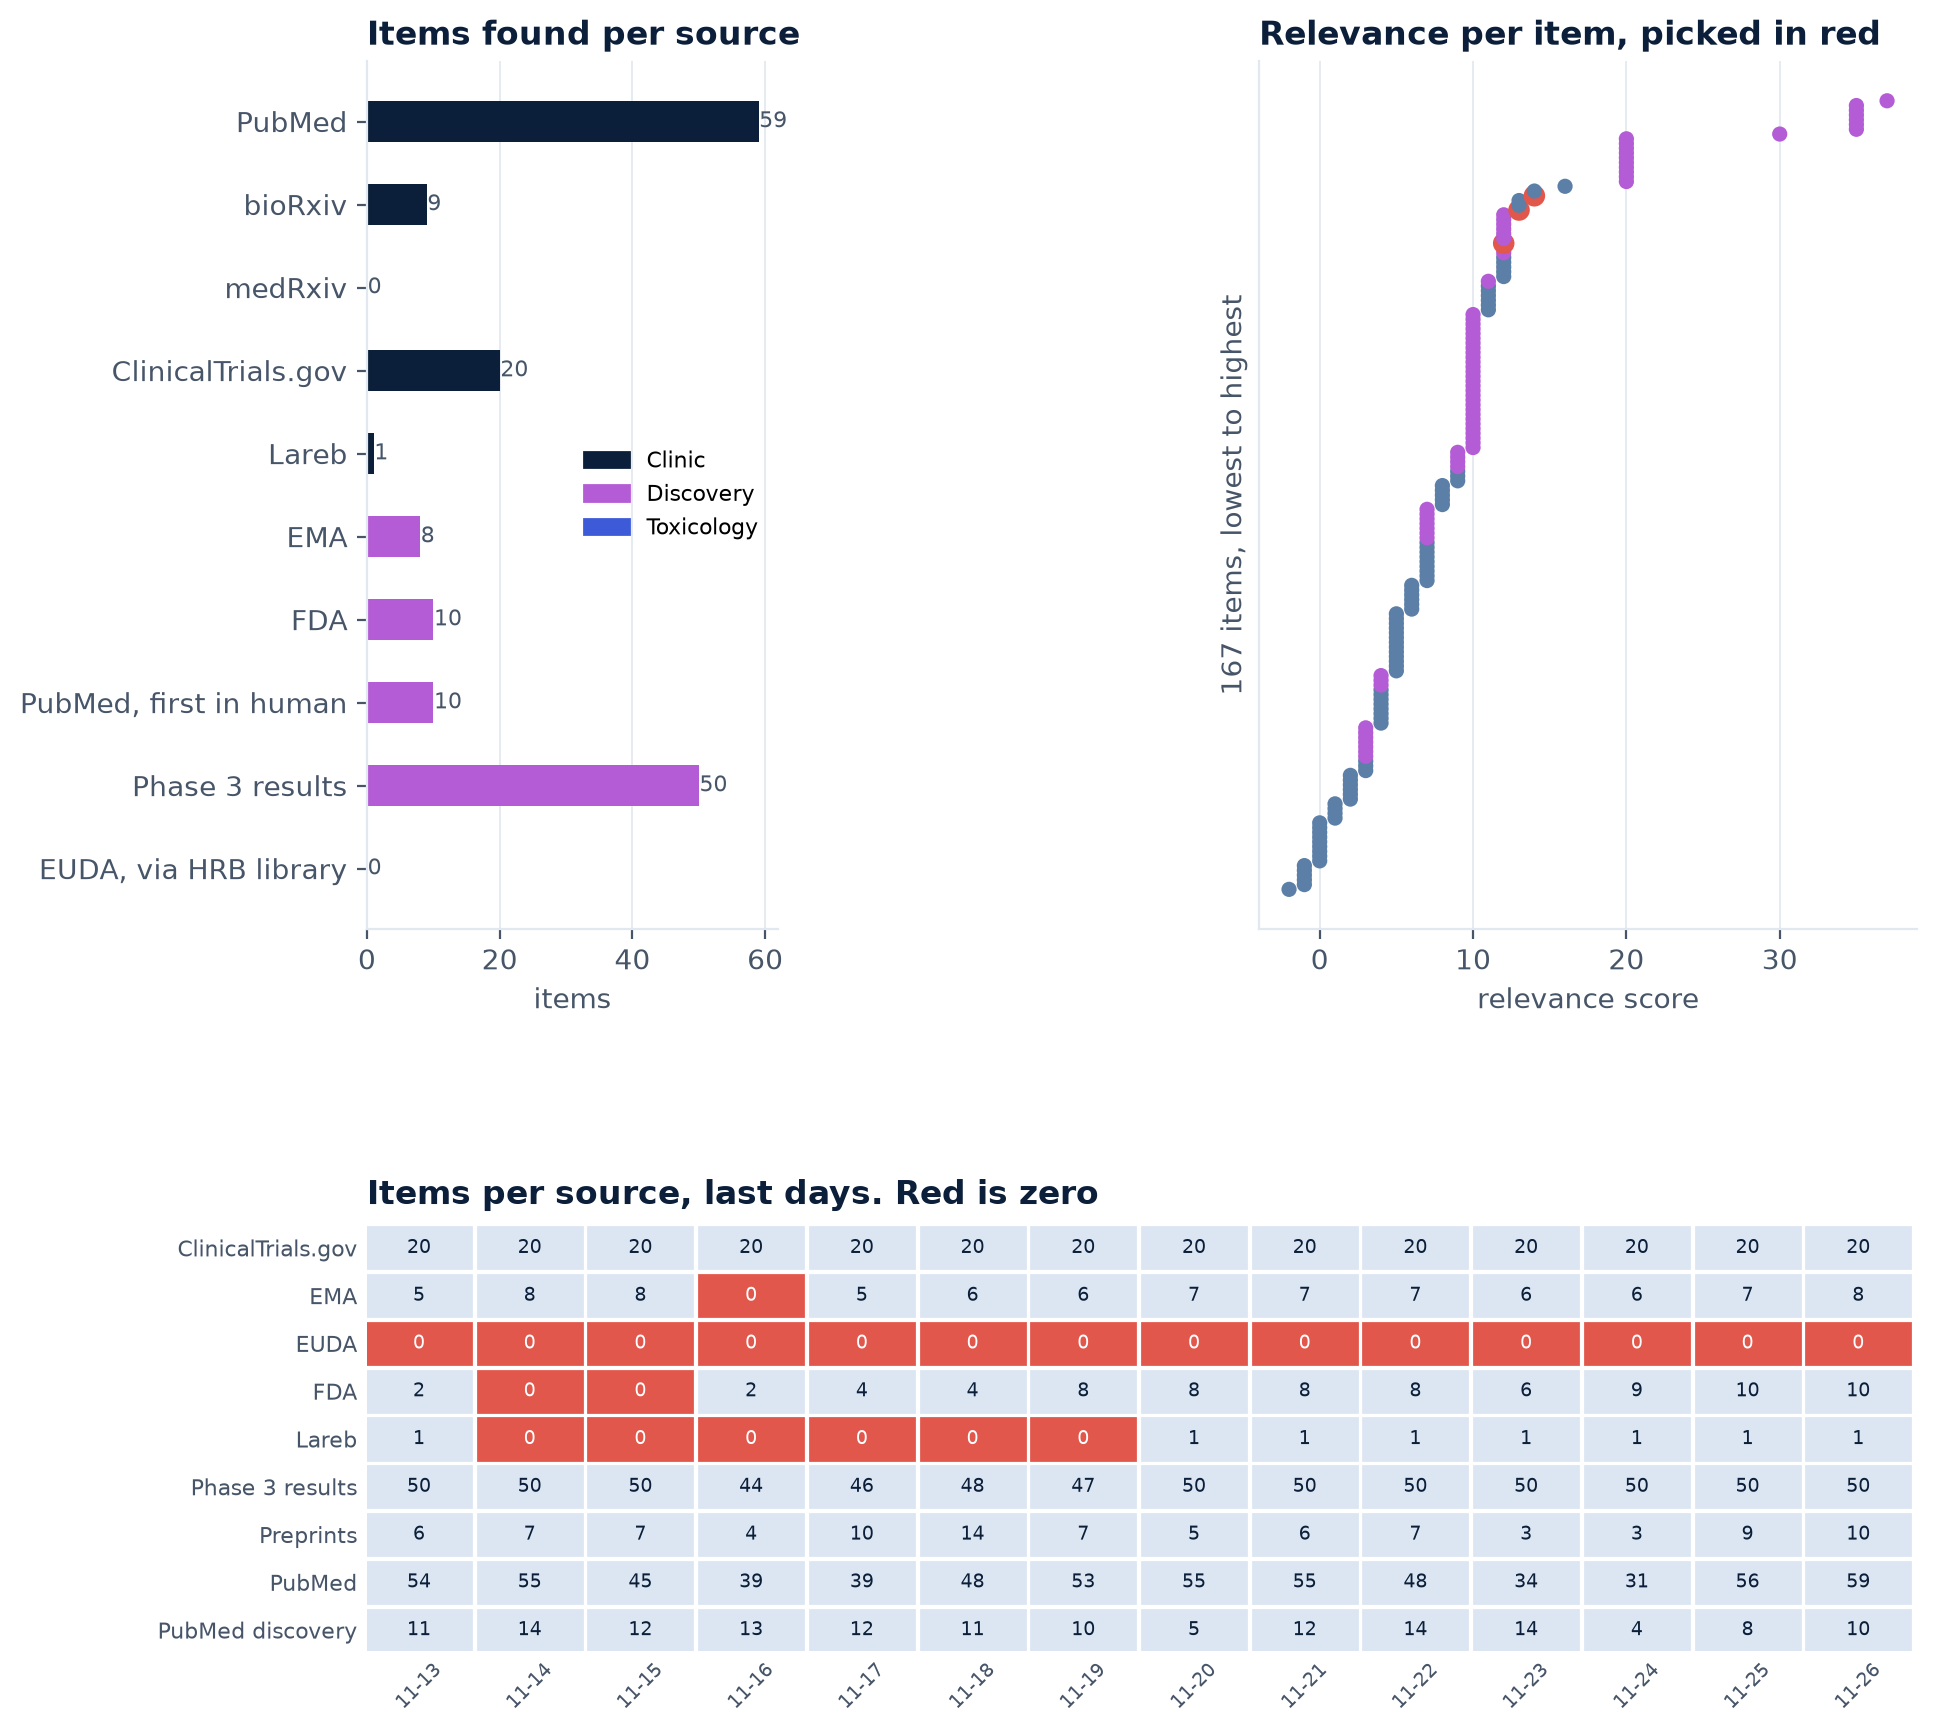 Items found per source
PubMed 59
bioRxiv 9
medRxiv 0
ClinicalTrials.gov 20
Lareb 1
EMA 8
FDA 10
PubMed, first in human 10
Phase 3 results 50
EUDA, via HRB library 0
Clinic
Discovery
Toxicology
0 20 40 60
items
Relevance per item, picked in red
167 items, lowest to highest
0 10 20 30
relevance score
Items per source, last days. Red is zero
ClinicalTrials.gov 20 20 20 20 20 20 20 20 20 20 20 20 20 20
EMA 5 8 8 0 5 6 6 7 7 7 6 6 7 8
EUDA 0 0 0 0 0 0 0 0 0 0 0 0 0 0
FDA 2 0 0 2 4 4 8 8 8 8 6 9 10 10
Lareb 1 0 0 0 0 0 0 1 1 1 1 1 1 1
Phase 3 results 50 50 50 44 46 48 47 50 50 50 50 50 50 50
Preprints 6 7 7 4 10 14 7 5 6 7 3 3 9 10
PubMed 54 55 45 39 39 48 53 55 55 48 34 31 56 59
PubMed discovery 11 14 12 13 12 11 10 5 12 14 14 4 8 10
11-13 11-14 11-15 11-16 11-17 11-18 11-19 11-20 11-21 11-22 11-23 11-24 11-25 11-26